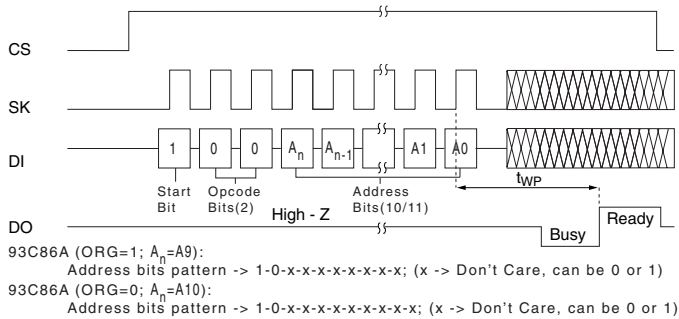 CS
SK
DI
1 0 0 An An-1 A1 A0
Start Bit
Opcode Bits(2)
Address Bits(10/11)
tWP
High - Z
DO
Busy
Ready
93C86A (ORG=1; An=A9):
Address bits pattern -> 1-0-x-x-x-x-x-x-x-x; (x -> Don't Care, can be 0 or 1)
93C86A (ORG=0; An=A10):
Address bits pattern -> 1-0-x-x-x-x-x-x-x-x-x; (x -> Don't Care, can be 0 or 1)